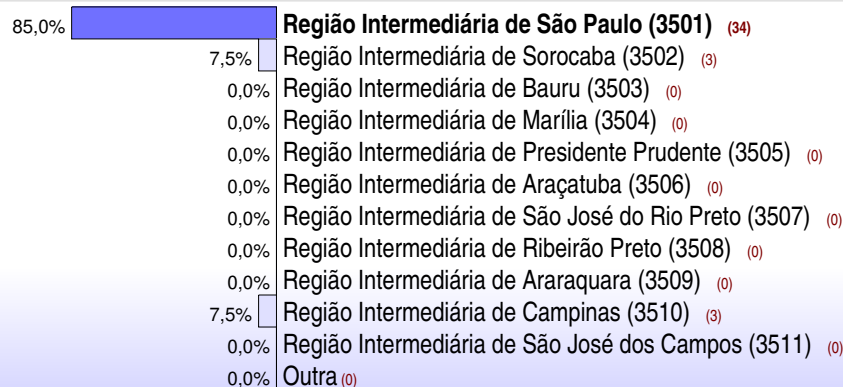 85,0% Região Intermediária de São Paulo (3501) (34)
7,5% Região Intermediária de Sorocaba (3502) (3)
0,0% Região Intermediária de Bauru (3503) (0)
0,0% Região Intermediária de Marília (3504) (0)
0,0% Região Intermediária de Presidente Prudente (3505) (0)
0,0% Região Intermediária de Araçatuba (3506) (0)
0,0% Região Intermediária de São José do Rio Preto (3507) (0)
0,0% Região Intermediária de Ribeirão Preto (3508) (0)
0,0% Região Intermediária de Araraquara (3509) (0)
7,5% Região Intermediária de Campinas (3510) (3)
0,0% Região Intermediária de São José dos Campos (3511) (0)
0,0% Outra (0)